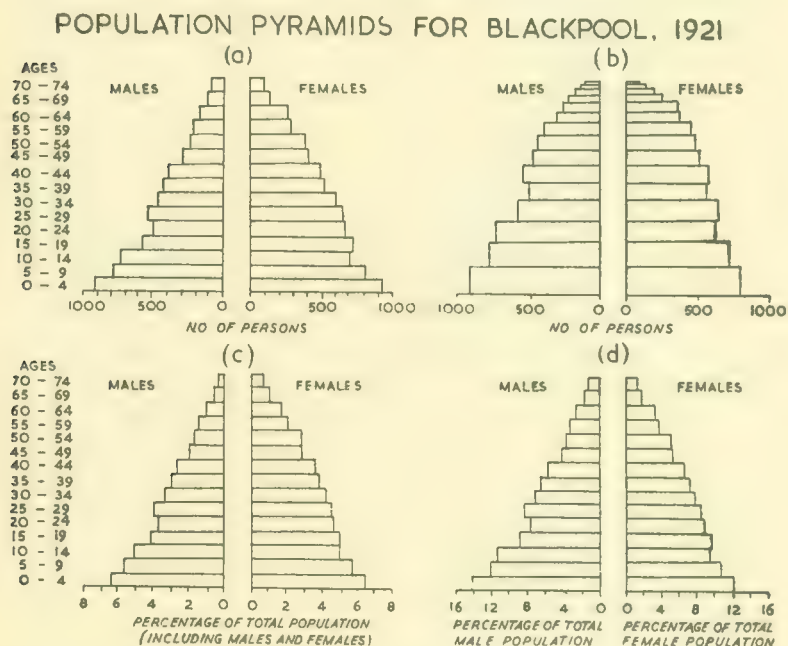 POPULATION PYRAMIDS FOR BLACKPOOL, 1921
(a)
AGES
MALES
FEMALES
70 - 74
65 - 69
60 - 64
55 - 59
50 - 54
45 - 49
40 - 44
35 - 39
30 - 34
25 - 29
20 - 24
15 - 19
10 - 14
5 - 9
0 - 4
1000 500 0 0 500 1000
NO OF PERSONS
(b)
MALES
FEMALES
1000 500 0 0 500 1000
NO OF PERSONS
(c)
AGES
MALES
FEMALES
70 - 74
65 - 69
60 - 64
55 - 59
50 - 54
45 - 49
40 - 44
35 - 39
30 - 34
25 - 29
20 - 24
15 - 19
10 - 14
5 - 9
0 - 4
8 6 4 2 0 0 2 4 6 8
PERCENTAGE OF TOTAL POPULATION
(INCLUDING MALES AND FEMALES)
(d)
MALES
FEMALES
16 12 8 4 0 0 4 8 12 16
PERCENTAGE OF TOTAL
MALE POPULATION
PERCENTAGE OF TOTAL
FEMALE POPULATION